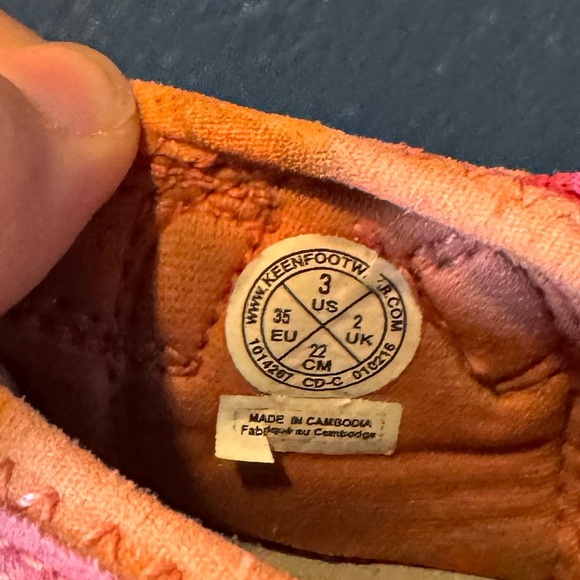 WWW.KEENFOOTWEAR.COM
3
US
35
EU
2
UK
22
CM
1014267 CD-C 010216
MADE IN CAMBODIA
Fabriqué au Cambodge